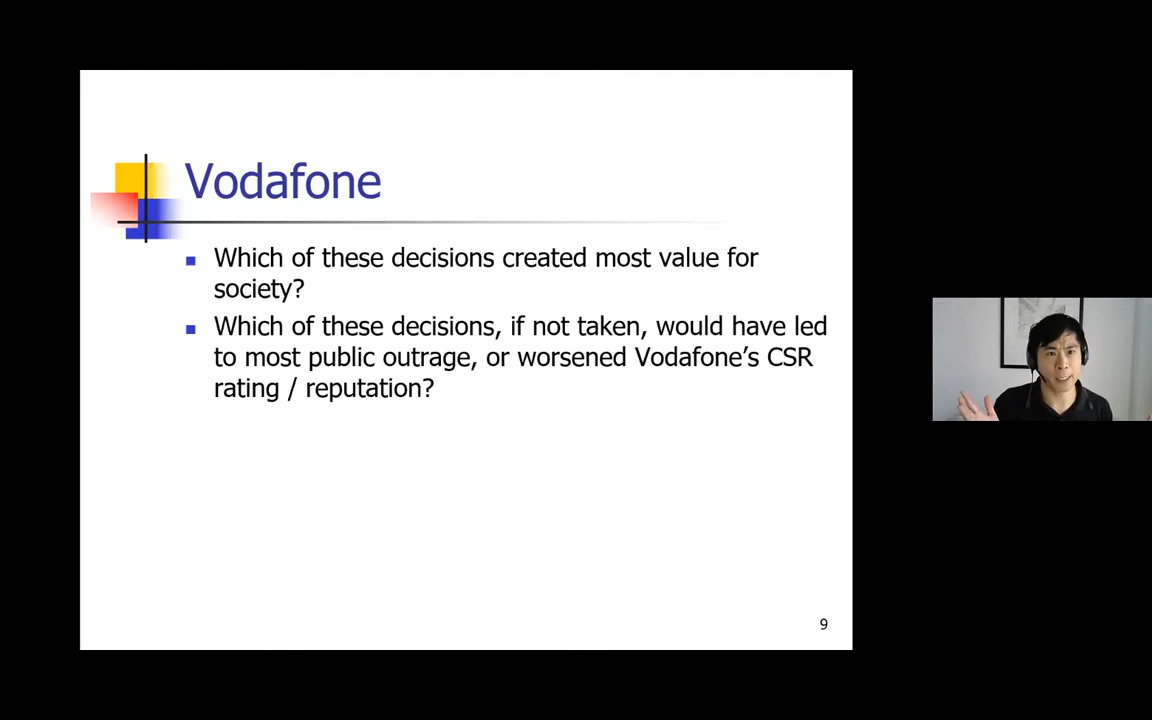 Vodafone
Which of these decisions created most value for
society?
Which of these decisions, if not taken, would have led
to most public outrage, or worsened Vodafone’s CSR
rating / reputation?
9